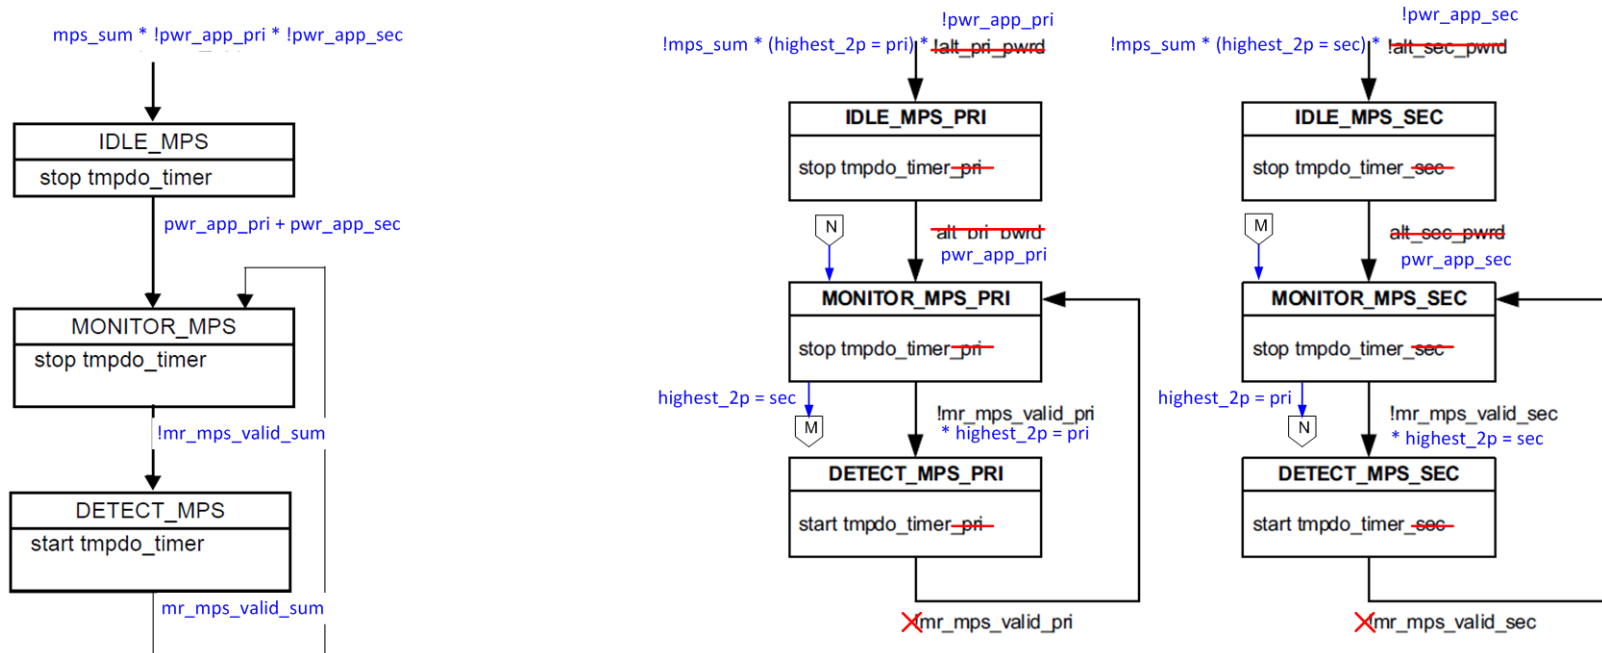 mps_sum * !pwr_app_pri * !pwr_app_sec
IDLE_MPS
stop tmpdo_timer
pwr_app_pri + pwr_app_sec
MONITOR_MPS
stop tmpdo_timer
!mr_mps_valid_sum
DETECT_MPS
start tmpdo_timer
mr_mps_valid_sum
!pwr_app_pri
!mps_sum * (highest_2p = pri) * !alt_pri_pwrd
IDLE_MPS_PRI
stop tmpdo_timer_pri
N
alt_pri_pwrd
pwr_app_pri
MONITOR_MPS_PRI
stop tmpdo_timer_pri
highest_2p = sec
M
!mr_mps_valid_pri
* highest_2p = pri
DETECT_MPS_PRI
start tmpdo_timer_pri
!mr_mps_valid_pri
!pwr_app_sec
!mps_sum * (highest_2p = sec) * !alt_sec_pwrd
IDLE_MPS_SEC
stop tmpdo_timer_sec
M
alt_sec_pwrd
pwr_app_sec
MONITOR_MPS_SEC
stop tmpdo_timer_sec
highest_2p = pri
N
!mr_mps_valid_sec
* highest_2p = sec
DETECT_MPS_SEC
start tmpdo_timer_sec
!mr_mps_valid_sec